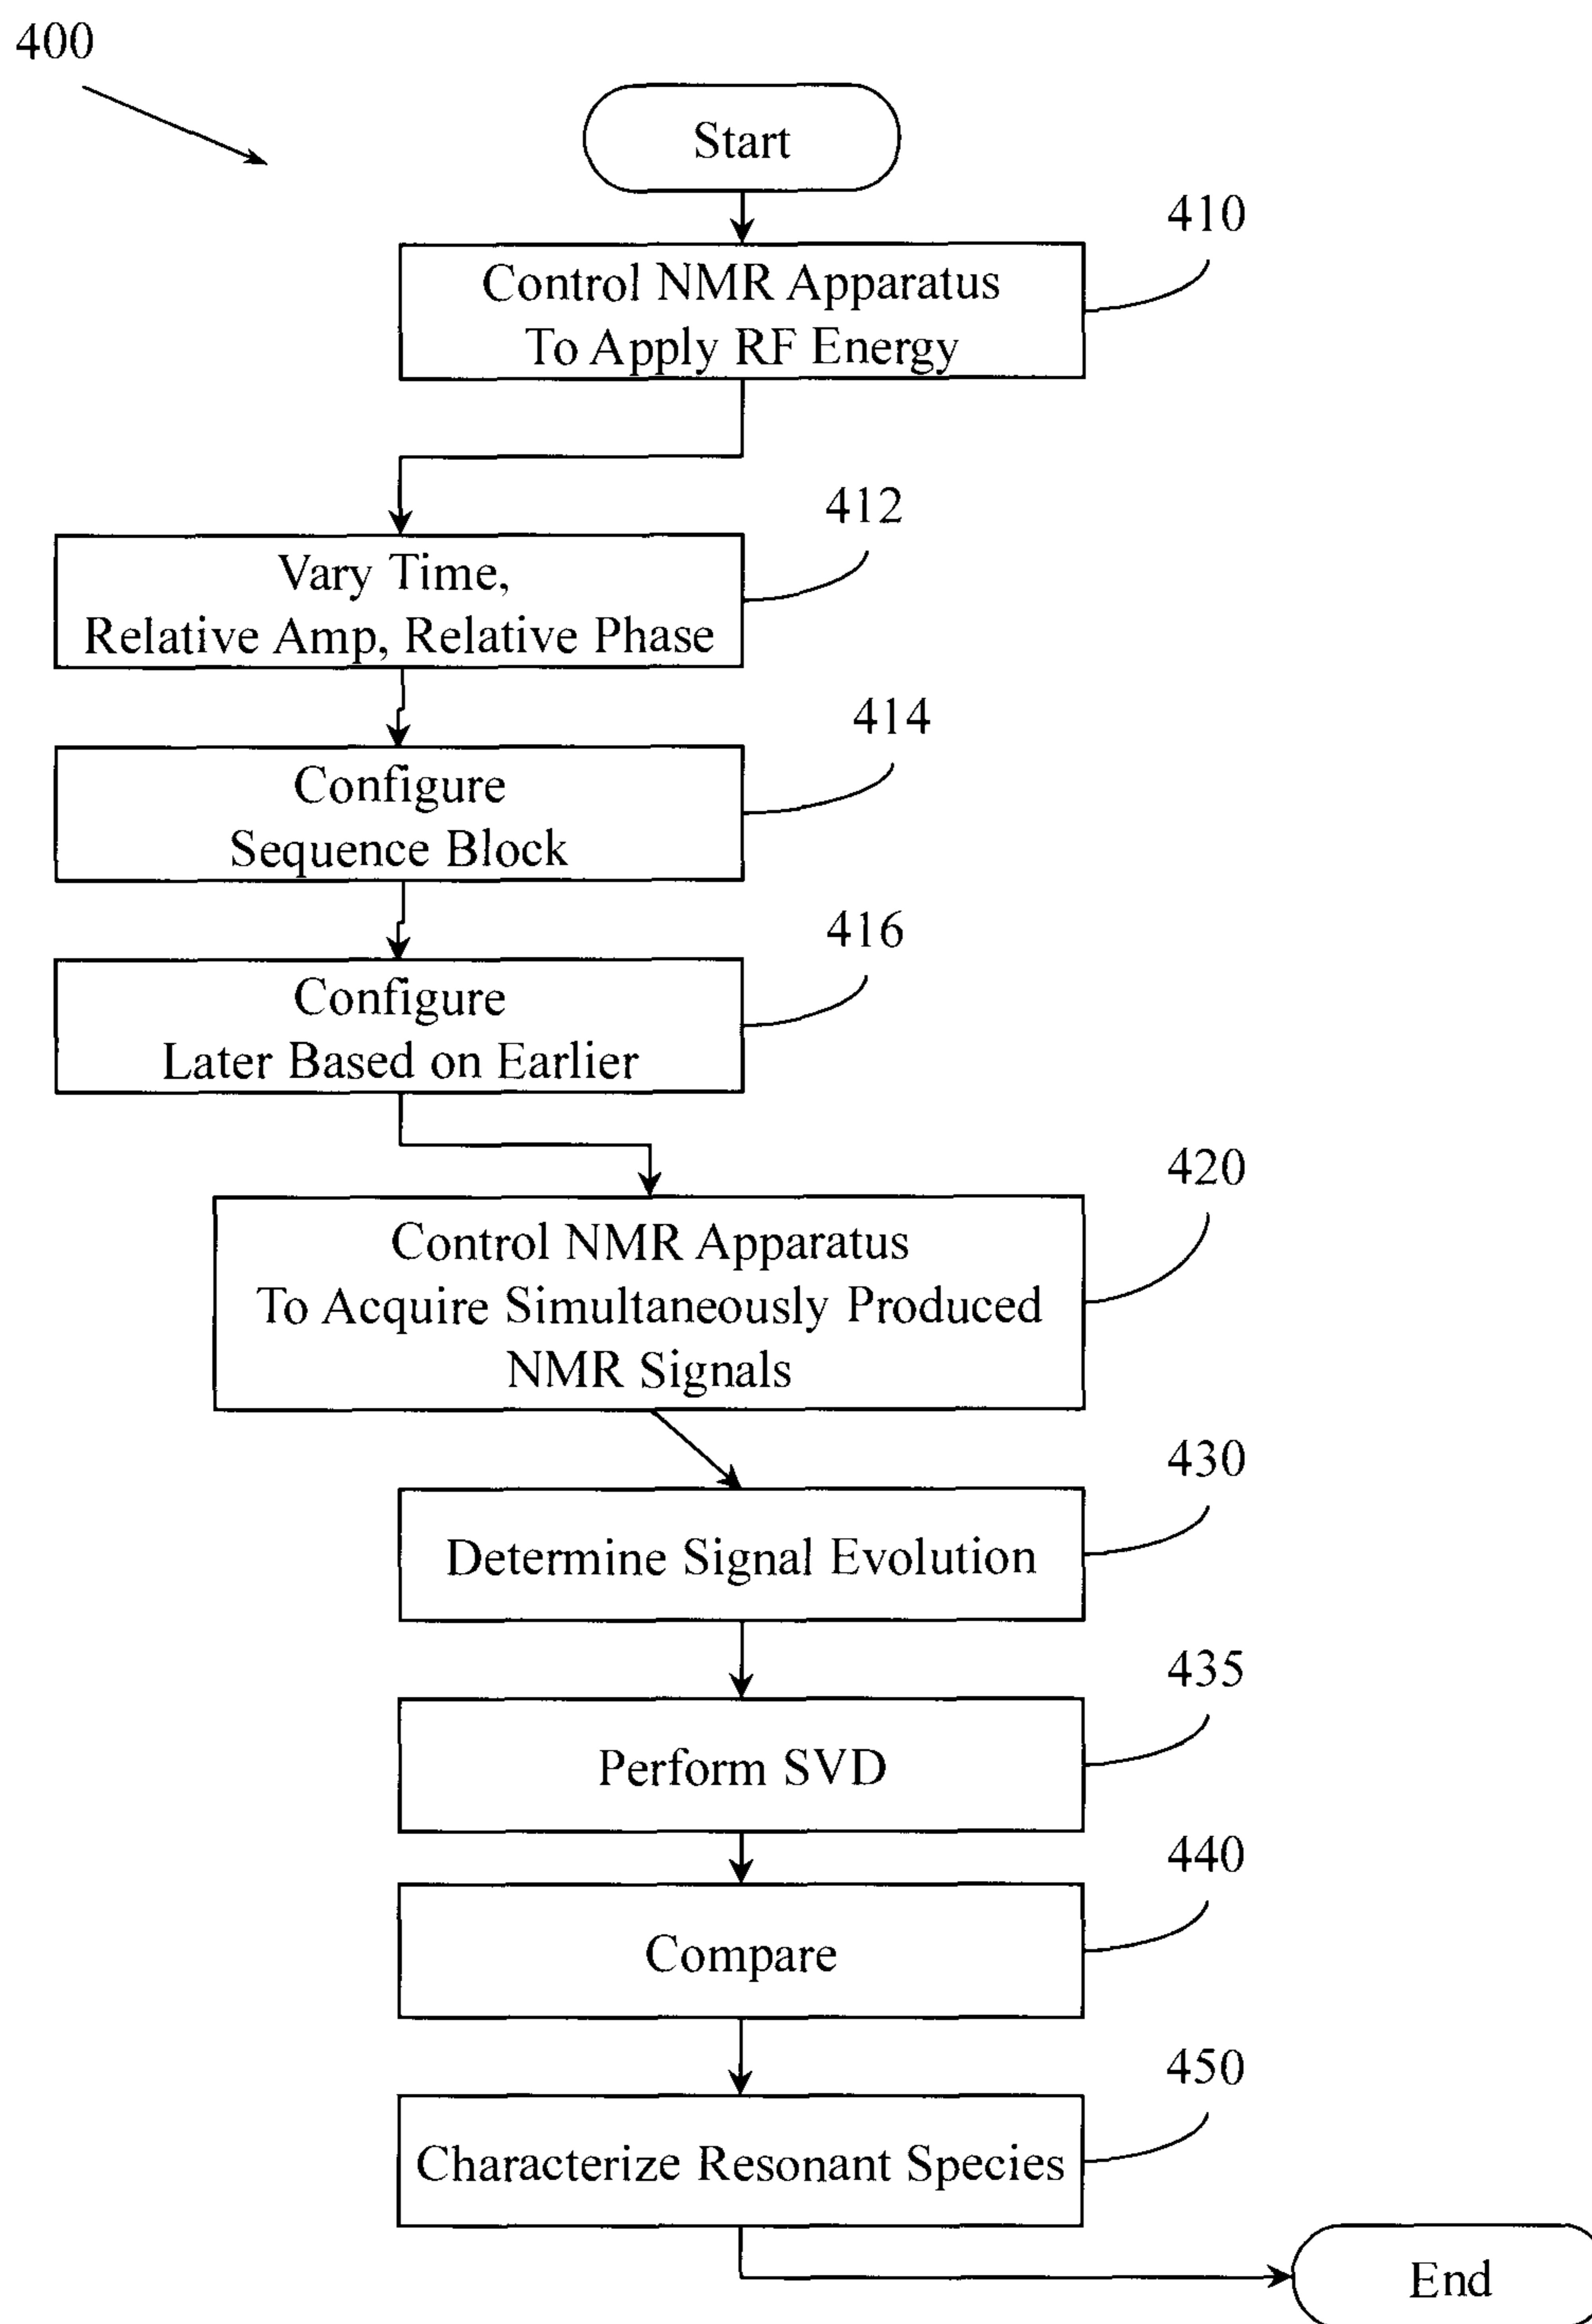 400
Start
410
Control NMR Apparatus
To Apply RF Energy
412
Vary Time,
Relative Amp, Relative Phase
414
Configure
Sequence Block
416
Configure
Later Based on Earlier
420
Control NMR Apparatus
To Acquire Simultaneously Produced
NMR Signals
430
Determine Signal Evolution
435
Perform SVD
440
Compare
450
Characterize Resonant Species
End